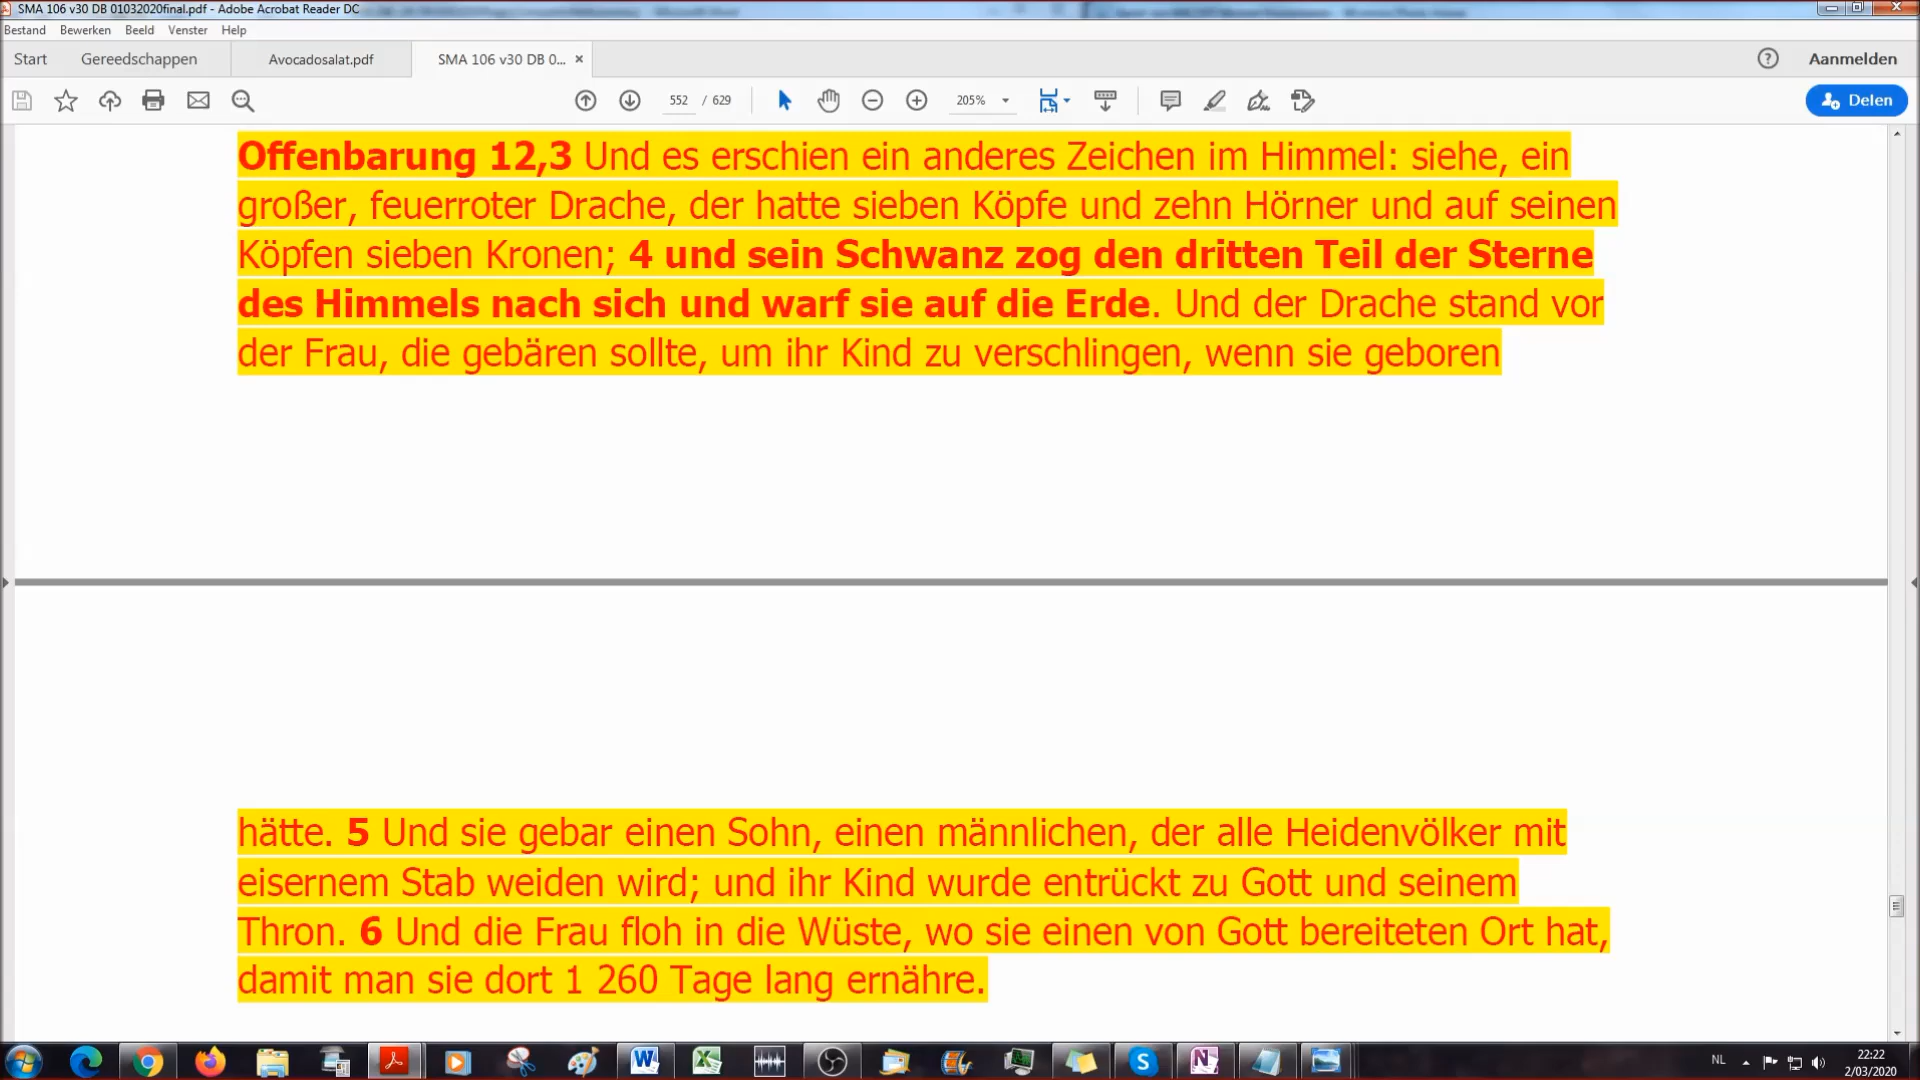 SMA 106 v30 DB 01032020final.pdf - Adobe Acrobat Reader DC
Bestand Bewerken Beeld Venster Help
Start Gereedschappen Avocadosalat.pdf SMA 106 v30 DB 0... × Aanmelden
552 / 629 205% Delen
Offenbarung 12,3 Und es erschien ein anderes Zeichen im Himmel: siehe, ein
großer, feuerroter Drache, der hatte sieben Köpfe und zehn Hörner und auf seinen
Köpfen sieben Kronen; 4 und sein Schwanz zog den dritten Teil der Sterne
des Himmels nach sich und warf sie auf die Erde. Und der Drache stand vor
der Frau, die gebären sollte, um ihr Kind zu verschlingen, wenn sie geboren
hätte. 5 Und sie gebar einen Sohn, einen männlichen, der alle Heidenvölker mit
eisernem Stab weiden wird; und ihr Kind wurde entrückt zu Gott und seinem
Thron. 6 Und die Frau floh in die Wüste, wo sie einen von Gott bereiteten Ort hat,
damit man sie dort 1 260 Tage lang ernähre.
NL 22:22
2/03/2020